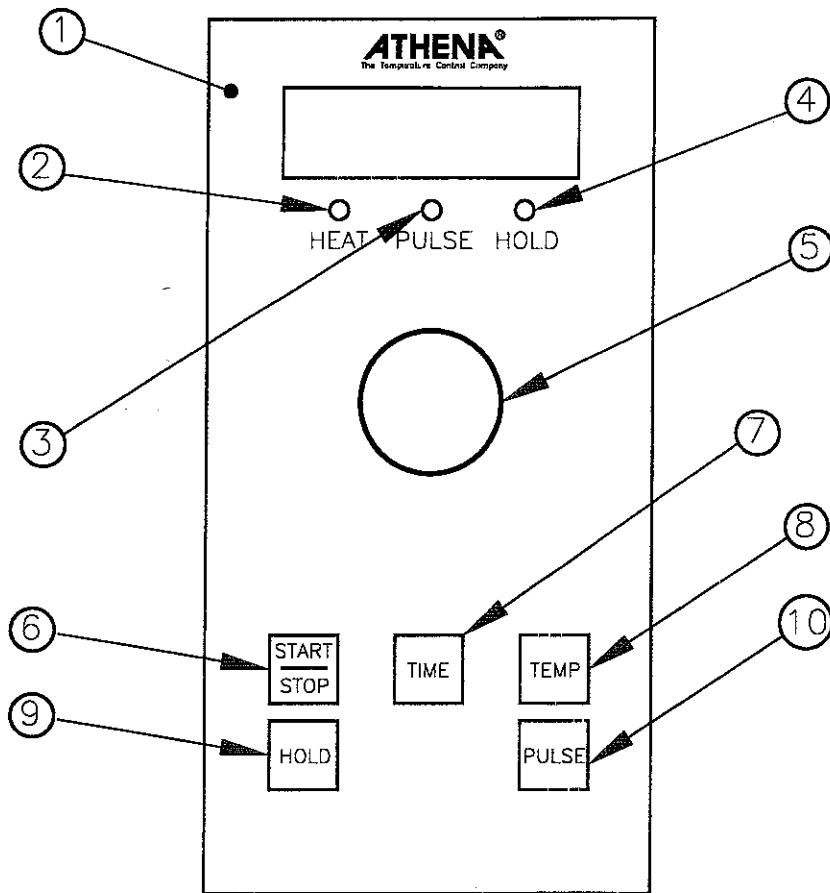 1
ATHENA®
The Temperature Control Company
4
2
HEAT PULSE HOLD
5
3
7
8
6
START
STOP
TIME
TEMP
10
9
HOLD
PULSE